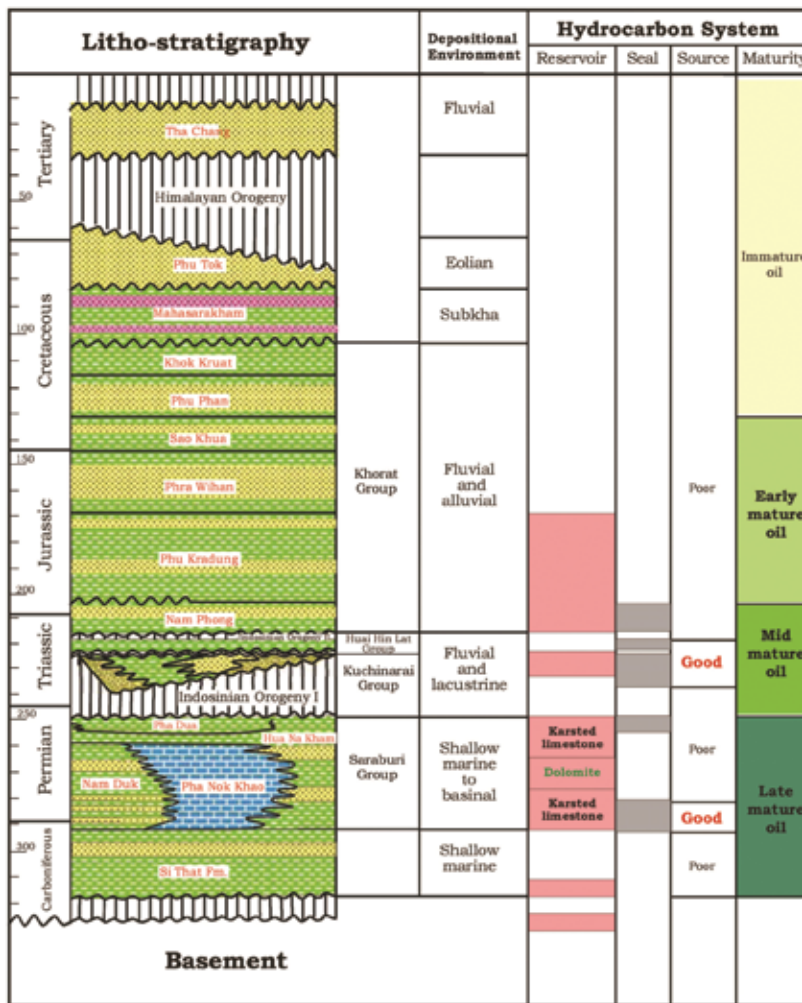 Litho-stratigraphy
Depositional
Environment
Hydrocarbon System
Reservoir
Seal
Source
Maturity
Tertiary
50
Cretaceous
100
150
Jurassic
200
Triassic
250
Permian
300
Carboniferous
Tha Chang
Himalayan Orogeny
Phu Tok
Mahasarakham
Khok Kruat
Phu Phan
Sao Khua
Phra Wihan
Phu Kradung
Nam Phong
Indosinian Orogeny I
Pha Dua
Hua Na Kham
Nam Duk
Pha Nok Khao
Si That Fm.
Basement
Khorat
Group
Huai Hin Lat
Group
Kuchinarai
Group
Saraburi
Group
Fluvial
Eolian
Subkha
Fluvial
and
alluvial
Fluvial
and
lacustrine
Shallow
marine
to
basinal
Shallow
marine
Karsted
limestone
Dolomite
Karsted
limestone
Poor
Good
Poor
Good
Poor
Immature
oil
Early
mature
oil
Mid
mature
oil
Late
mature
oil